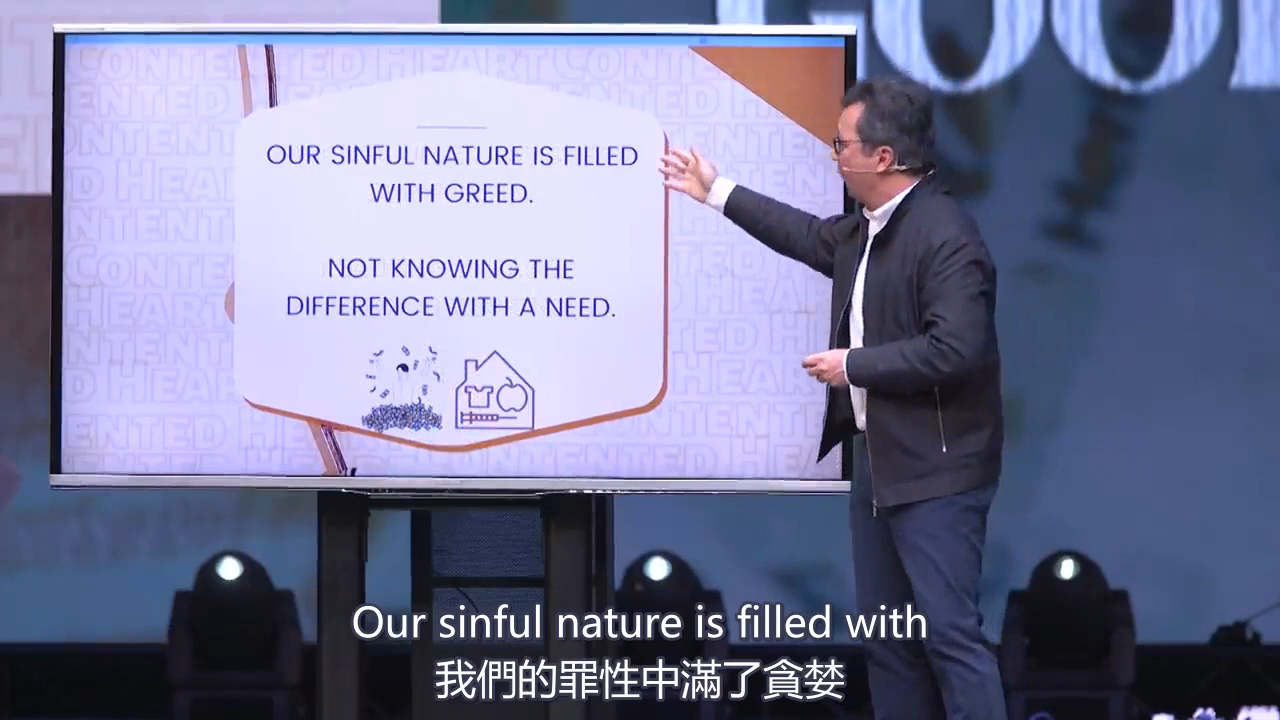 OUR SINFUL NATURE IS FILLED
WITH GREED.
NOT KNOWING THE
DIFFERENCE WITH A NEED.
Our sinful nature is filled with
我們的罪性中滿了貪婪